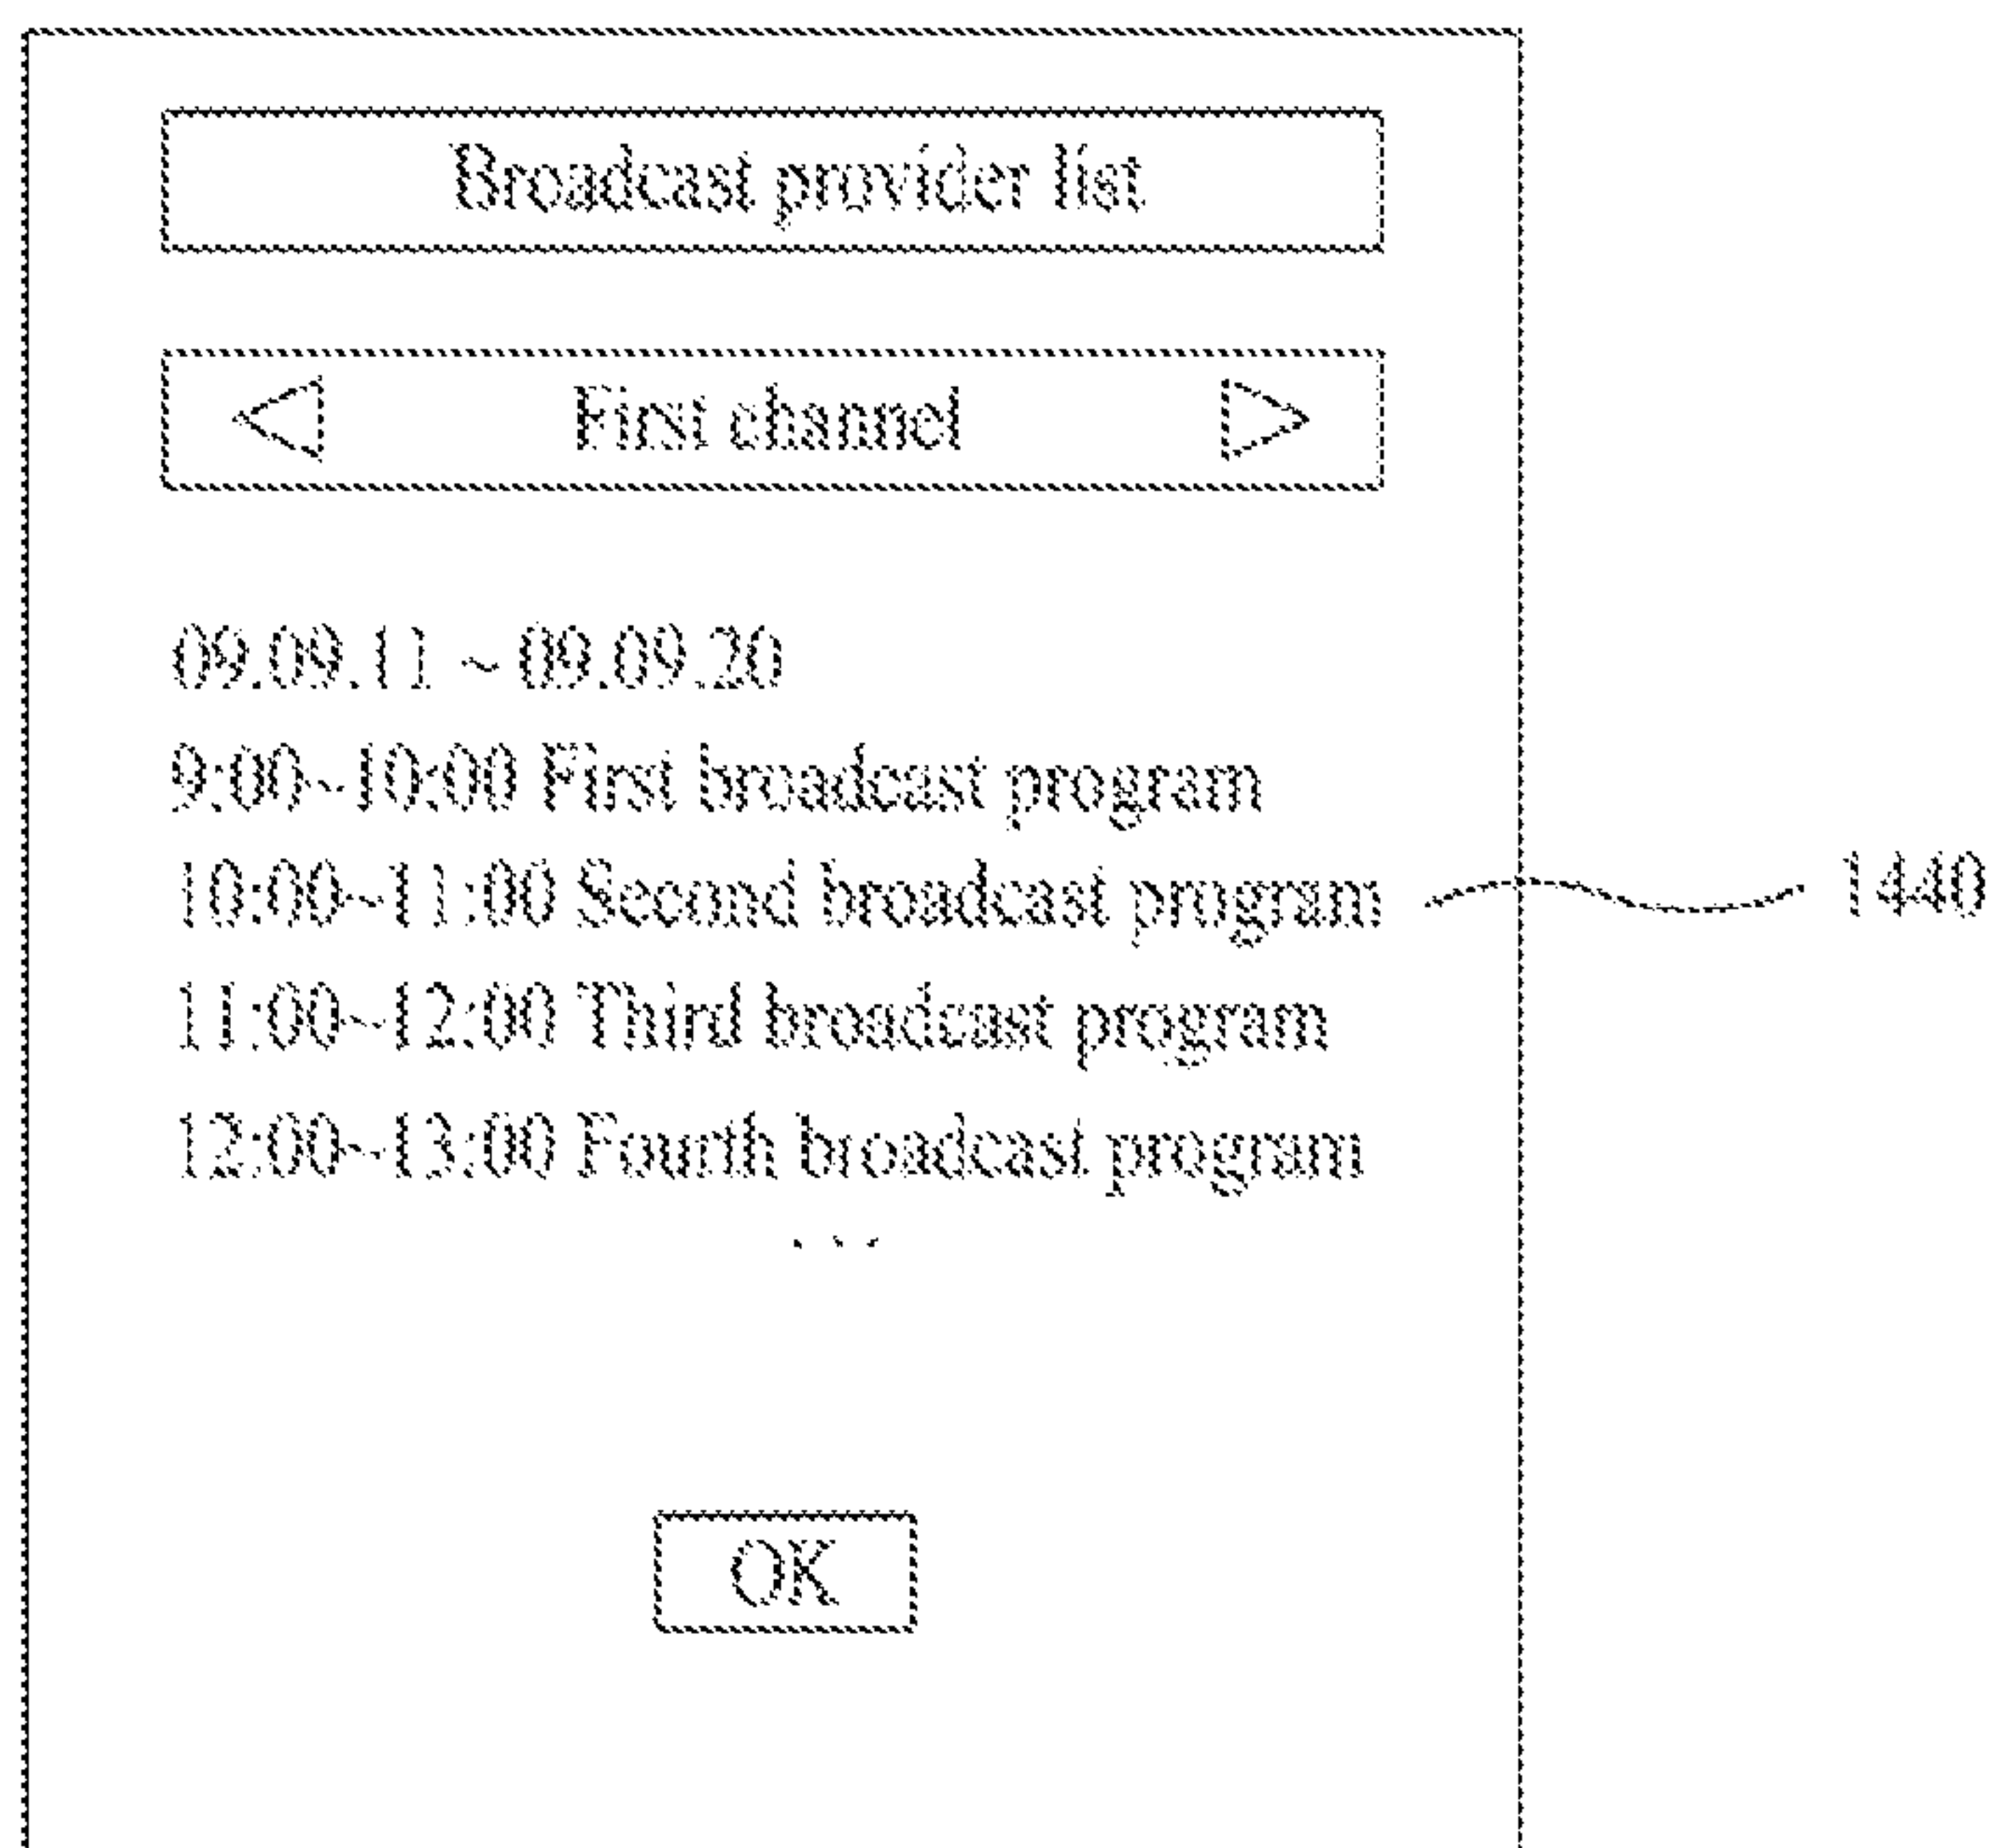 Broadcast provider list
First channel
09.09.11 ~ 09.09.20
9:00~10:00 First broadcast program
10:00~11:00 Second broadcast program
1440
11:00~12:00 Third broadcast program
12:00~13:00 Fourth broadcast program
...
OK